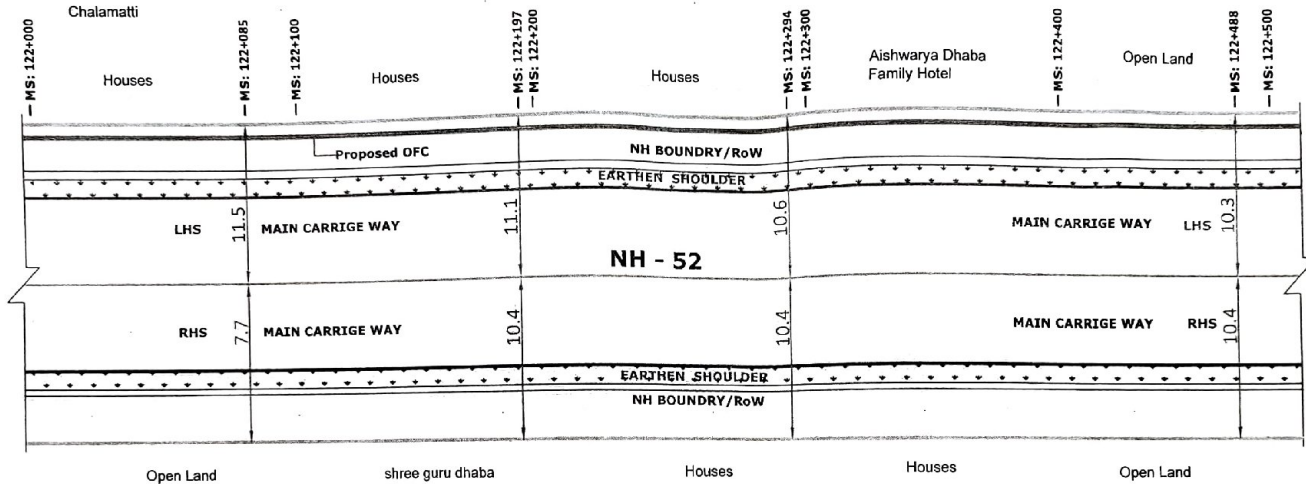 Chalamatti
MS: 122+000
MS: 122+085
MS: 122+100
MS: 122+197
MS: 122+200
MS: 122+294
MS: 122+300
MS: 122+400
MS: 122+488
MS: 122+500
Houses
Houses
Houses
Aishwarya Dhaba
Family Hotel
Open Land
Proposed OFC
NH BOUNDRY/RoW
EARTHEN SHOULDER
LHS
11.5
MAIN CARRIGE WAY
11.1
10.6
MAIN CARRIGE WAY
LHS
10.3
NH - 52
RHS
7.7
MAIN CARRIGE WAY
10.4
10.4
MAIN CARRIGE WAY
RHS
10.4
EARTHEN SHOULDER
NH BOUNDRY/RoW
Open Land
shree guru dhaba
Houses
Houses
Open Land